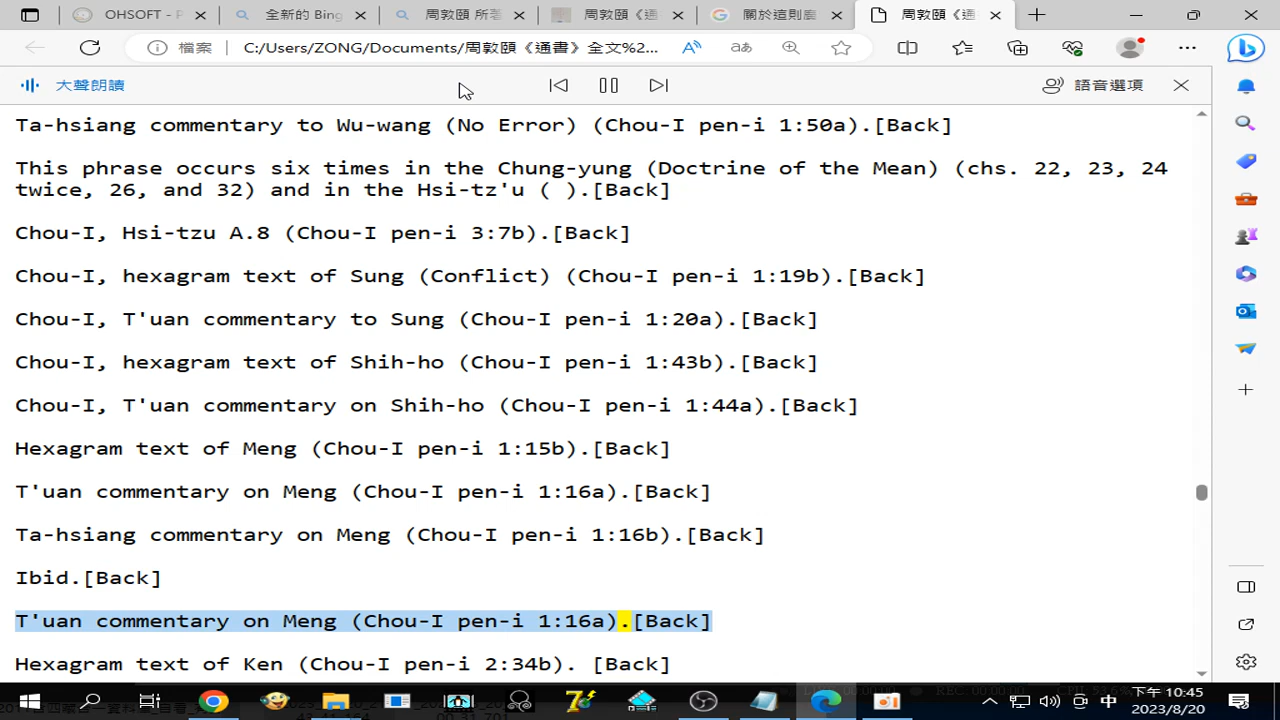 OHSOFT - F
全新的 Bing
周敦頤 所著
周敦頤《通
關於這則廠
周敦頤《通
檔案
C:/Users/ZONG/Documents/周敦頤《通書》全文%2...
大聲朗讀
語音選項
Ta-hsiang commentary to Wu-wang (No Error) (Chou-I pen-i 1:50a).[Back]
This phrase occurs six times in the Chung-yung (Doctrine of the Mean) (chs. 22, 23, 24
twice, 26, and 32) and in the Hsi-tz'u ( ).[Back]
Chou-I, Hsi-tzu A.8 (Chou-I pen-i 3:7b).[Back]
Chou-I, hexagram text of Sung (Conflict) (Chou-I pen-i 1:19b).[Back]
Chou-I, T'uan commentary to Sung (Chou-I pen-i 1:20a).[Back]
Chou-I, hexagram text of Shih-ho (Chou-I pen-i 1:43b).[Back]
Chou-I, T'uan commentary on Shih-ho (Chou-I pen-i 1:44a).[Back]
Hexagram text of Meng (Chou-I pen-i 1:15b).[Back]
T'uan commentary on Meng (Chou-I pen-i 1:16a).[Back]
Ta-hsiang commentary on Meng (Chou-I pen-i 1:16b).[Back]
Ibid.[Back]
T'uan commentary on Meng (Chou-I pen-i 1:16a).[Back]
Hexagram text of Ken (Chou-I pen-i 2:34b). [Back]
中
下午 10:45
2023/8/20